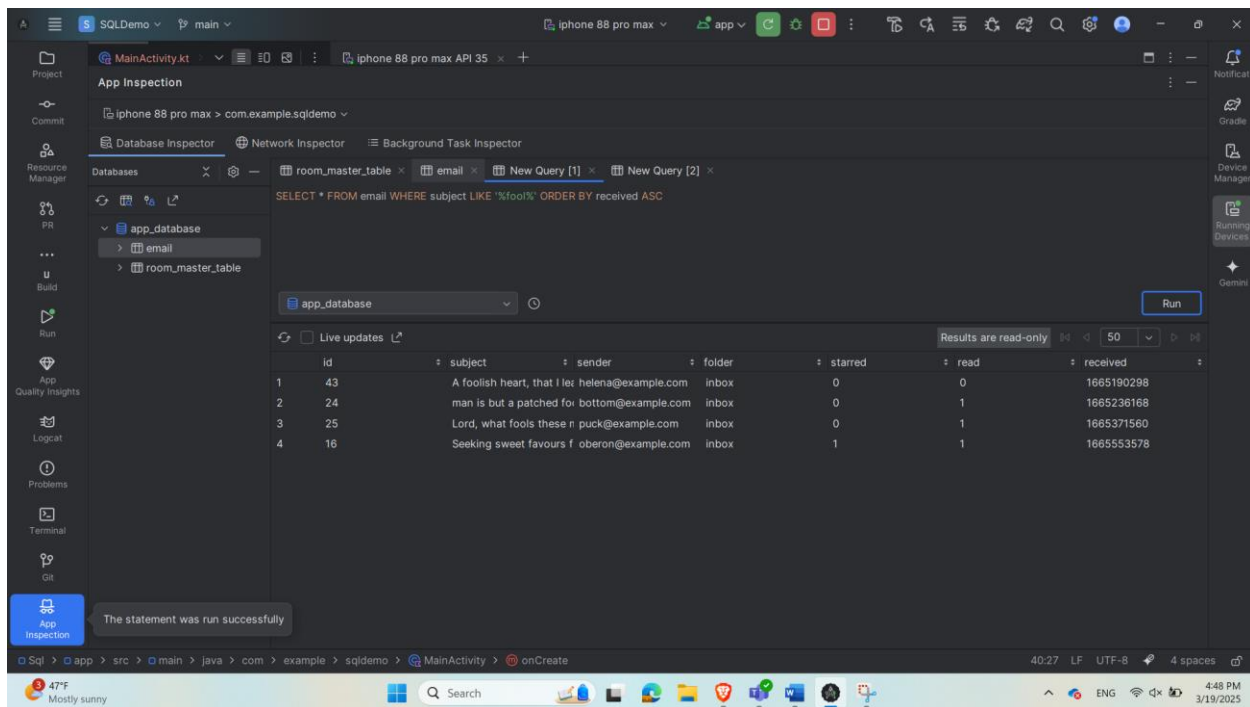 S SQLDemo main iphone 88 pro max app
Project
Commit
Resource
Manager
PR
Build
Run
App
Quality Insights
Logcat
Problems
Terminal
Git
App
Inspection
MainActivity.kt iphone 88 pro max API 35
App Inspection
iphone 88 pro max > com.example.sqldemo
Database Inspector Network Inspector Background Task Inspector
Databases
app_database
email
room_master_table
room_master_table email New Query [1] New Query [2]
SELECT * FROM email WHERE subject LIKE '%fool%' ORDER BY received ASC
app_database Run
Live updates Results are read-only 50
id subject sender folder starred read received
1 43 A foolish heart, that I lea helena@example.com inbox 0 0 1665190298
2 24 man is but a patched foo bottom@example.com inbox 0 1 1665236168
3 25 Lord, what fools these m puck@example.com inbox 0 1 1665371560
4 16 Seeking sweet favours f oberon@example.com inbox 1 1 1665553578
The statement was run successfully
Notificat
Gradle
Device
Manager
Running
Devices
Gemini
Sql > app > src > main > java > com > example > sqldemo > MainActivity > onCreate 40:27 LF UTF-8 4 spaces
3 47°F
Mostly sunny
Search
ENG
4:48 PM
3/19/2025